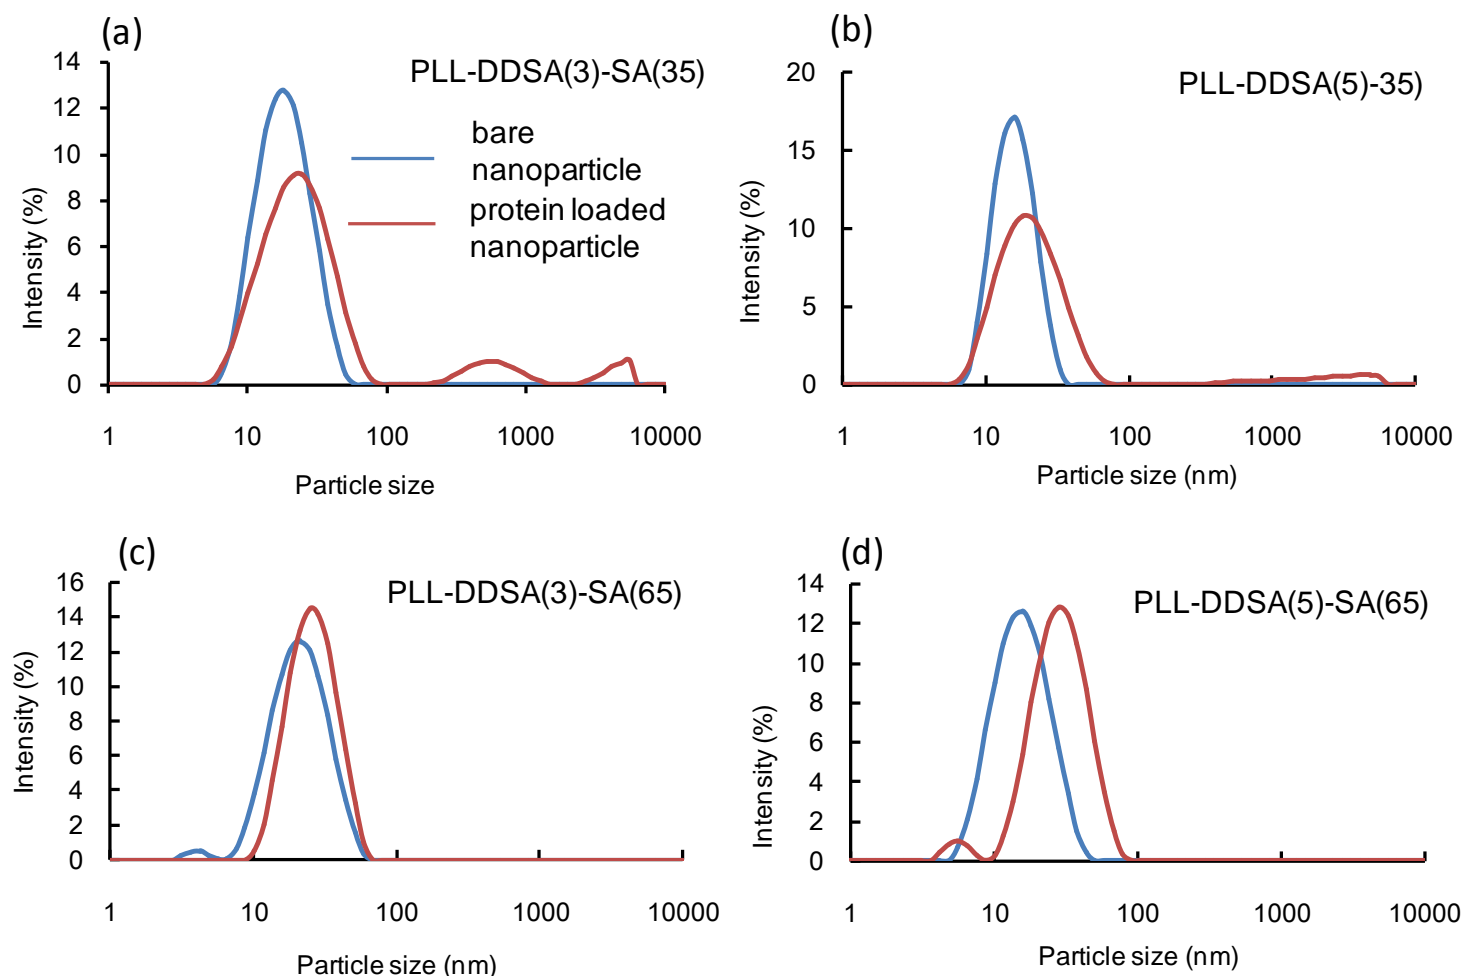 (a)
PLL-DDSA(3)-SA(35)
14
12
10
8
6
4
2
0
Intensity (%)
bare
nanoparticle
protein loaded
nanoparticle
1 10 100 1000 10000
Particle size
(b)
PLL-DDSA(5)-35)
20
15
10
5
0
Intensity (%)
1 10 100 1000 10000
Particle size (nm)
(c)
PLL-DDSA(3)-SA(65)
16
14
12
10
8
6
4
2
0
Intensity (%)
1 10 100 1000 10000
Particle size (nm)
(d)
PLL-DDSA(5)-SA(65)
14
12
10
8
6
4
2
0
Intensity (%)
1 10 100 1000 10000
Particle size (nm)